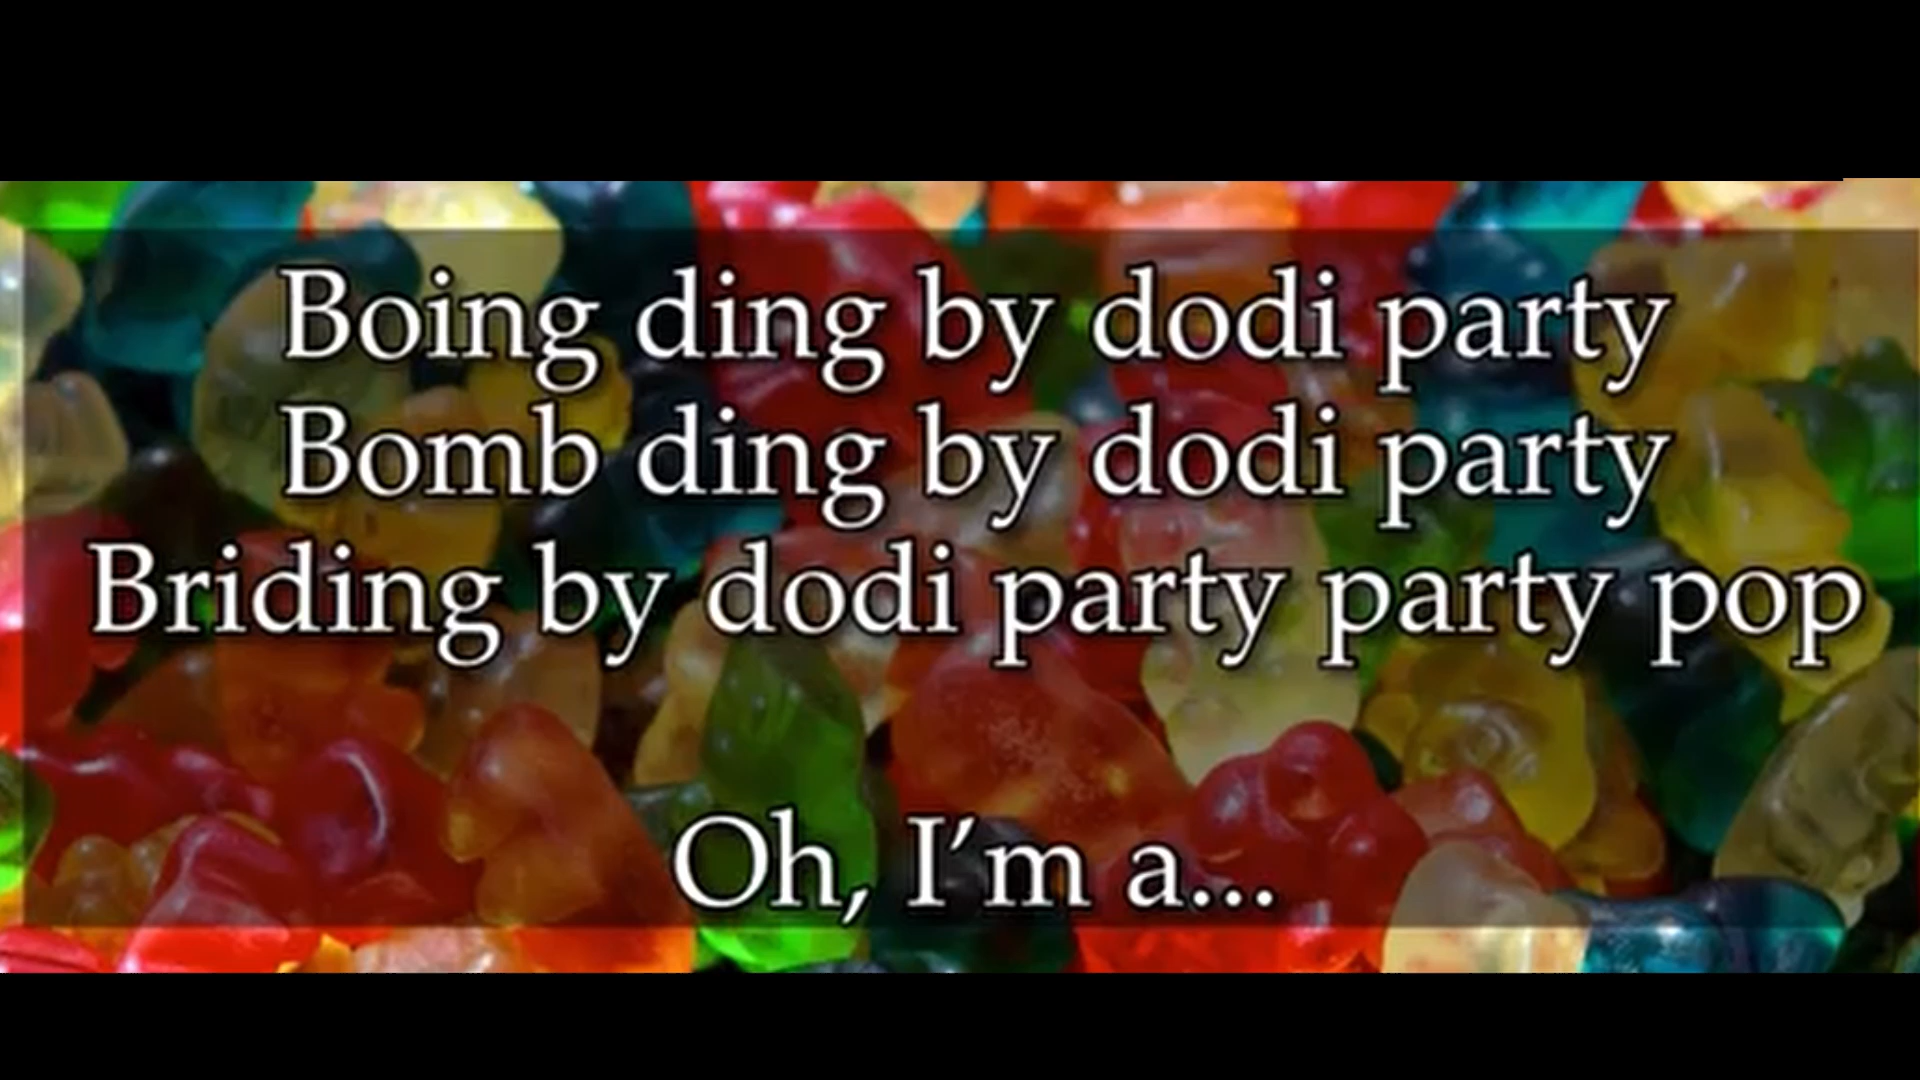 Boing ding by dodi party
Bomb ding by dodi party
Briding by dodi party party pop
Oh, I'm a...